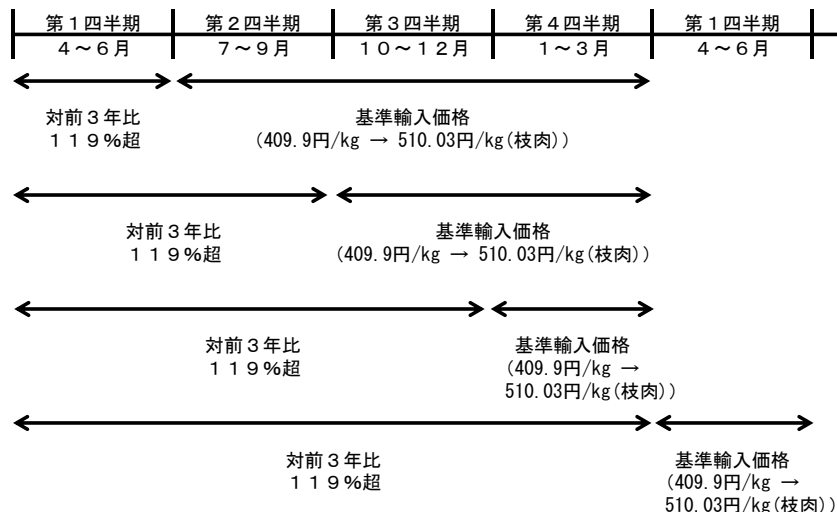 第1四半期 第2四半期 第3四半期 第4四半期 第1四半期
4～6月 7～9月 10～12月 1～3月 4～6月
対前3年比 基準輸入価格
119％超 (409.9円/kg → 510.03円/kg(枝肉))
対前3年比 基準輸入価格
119％超 (409.9円/kg → 510.03円/kg(枝肉))
対前3年比 基準輸入価格
119％超 (409.9円/kg →
510.03円/kg(枝肉))
対前3年比 基準輸入価格
119％超 (409.9円/kg →
510.03円/kg(枝肉))